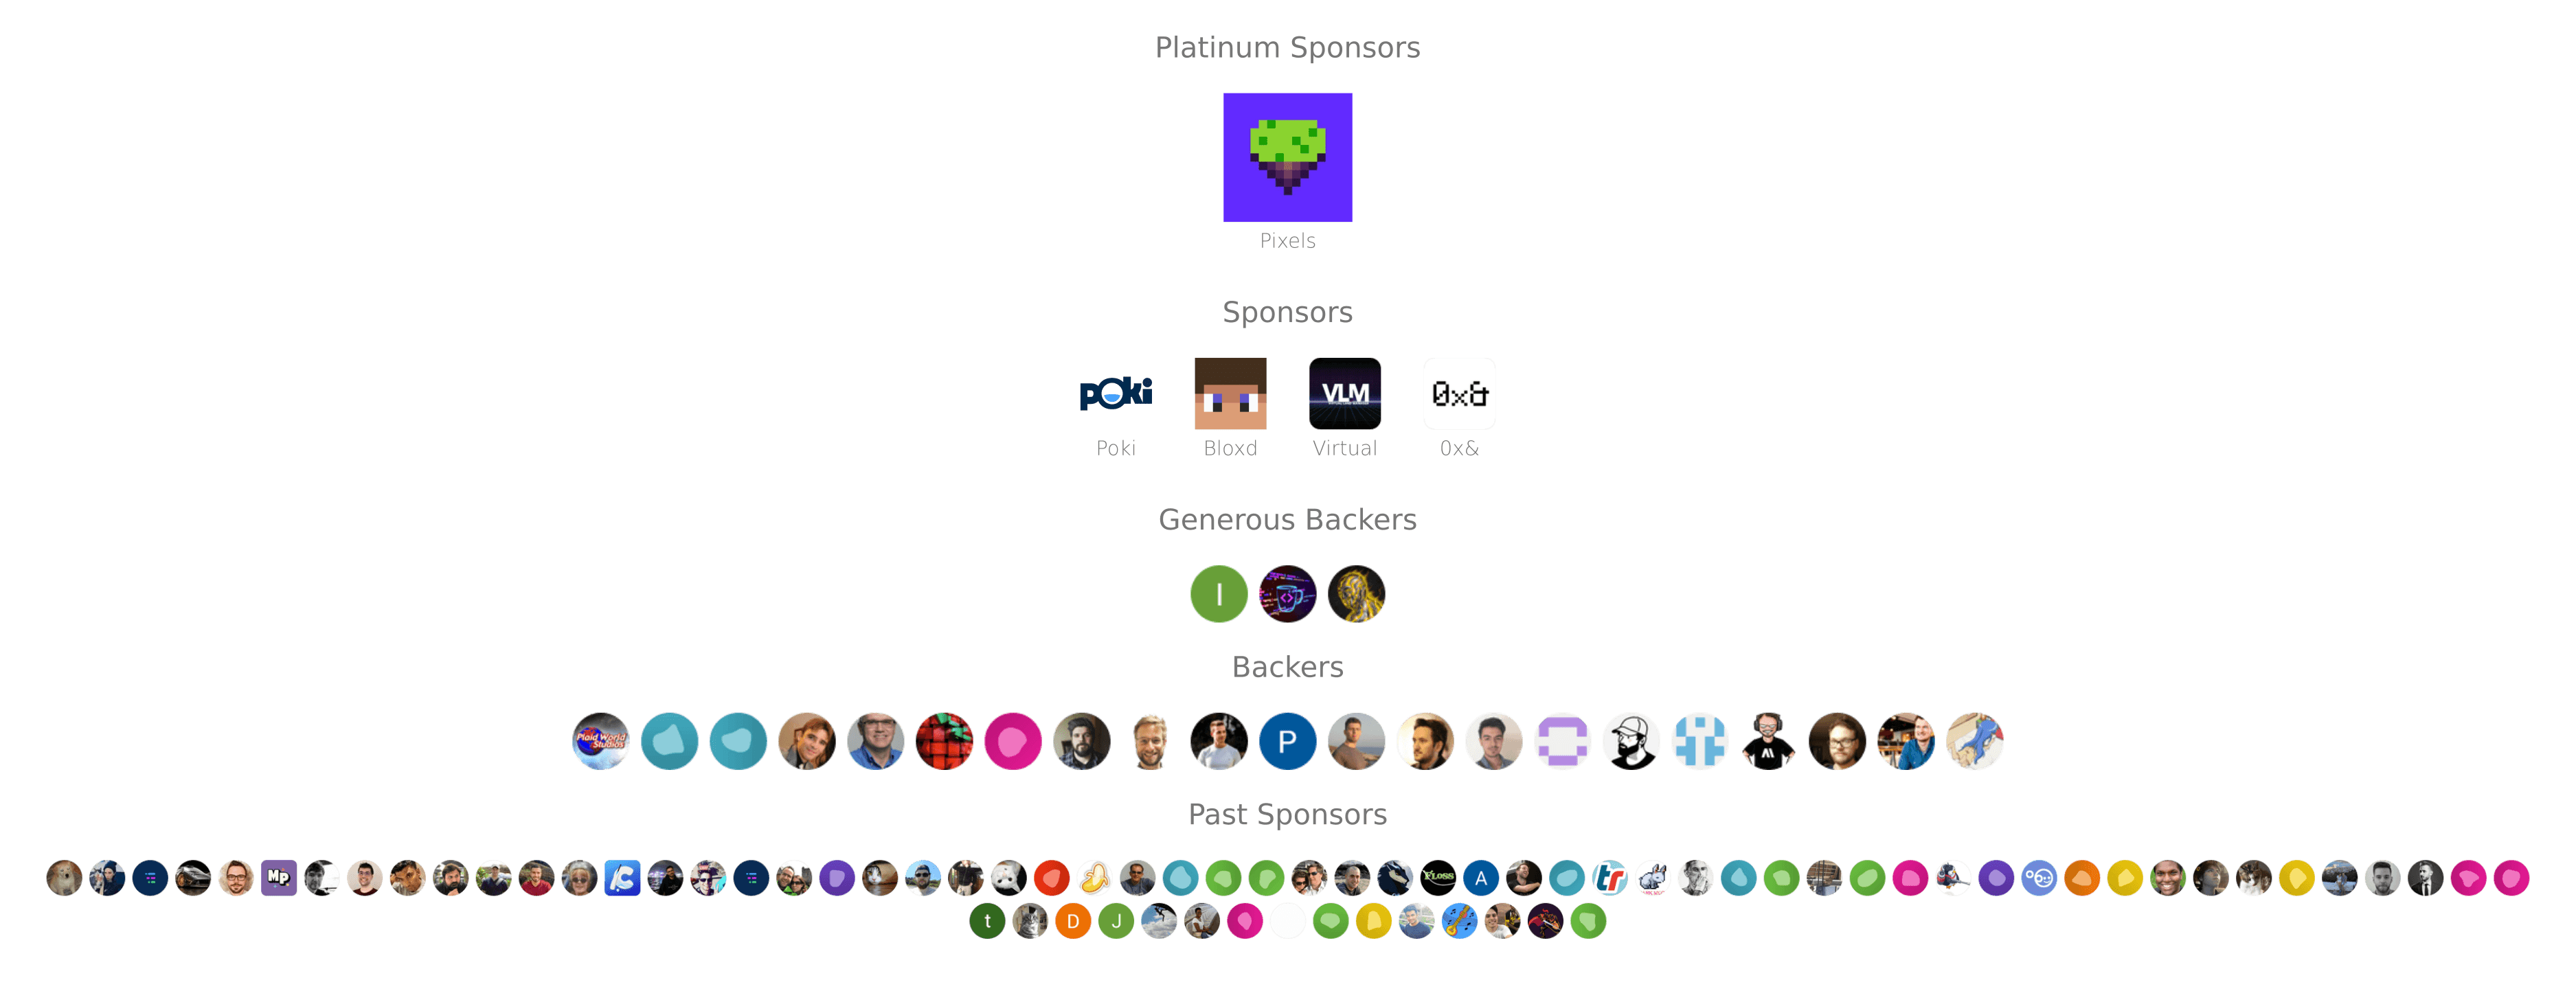 Platinum Sponsors
Pixels
Sponsors
poki
VLM
0x&
Poki Bloxd Virtual 0x&
Generous Backers
I
Backers
Plaid World Studios
P
AI
Past Sponsors
MP
C
FLOSS
A
tr
t D J